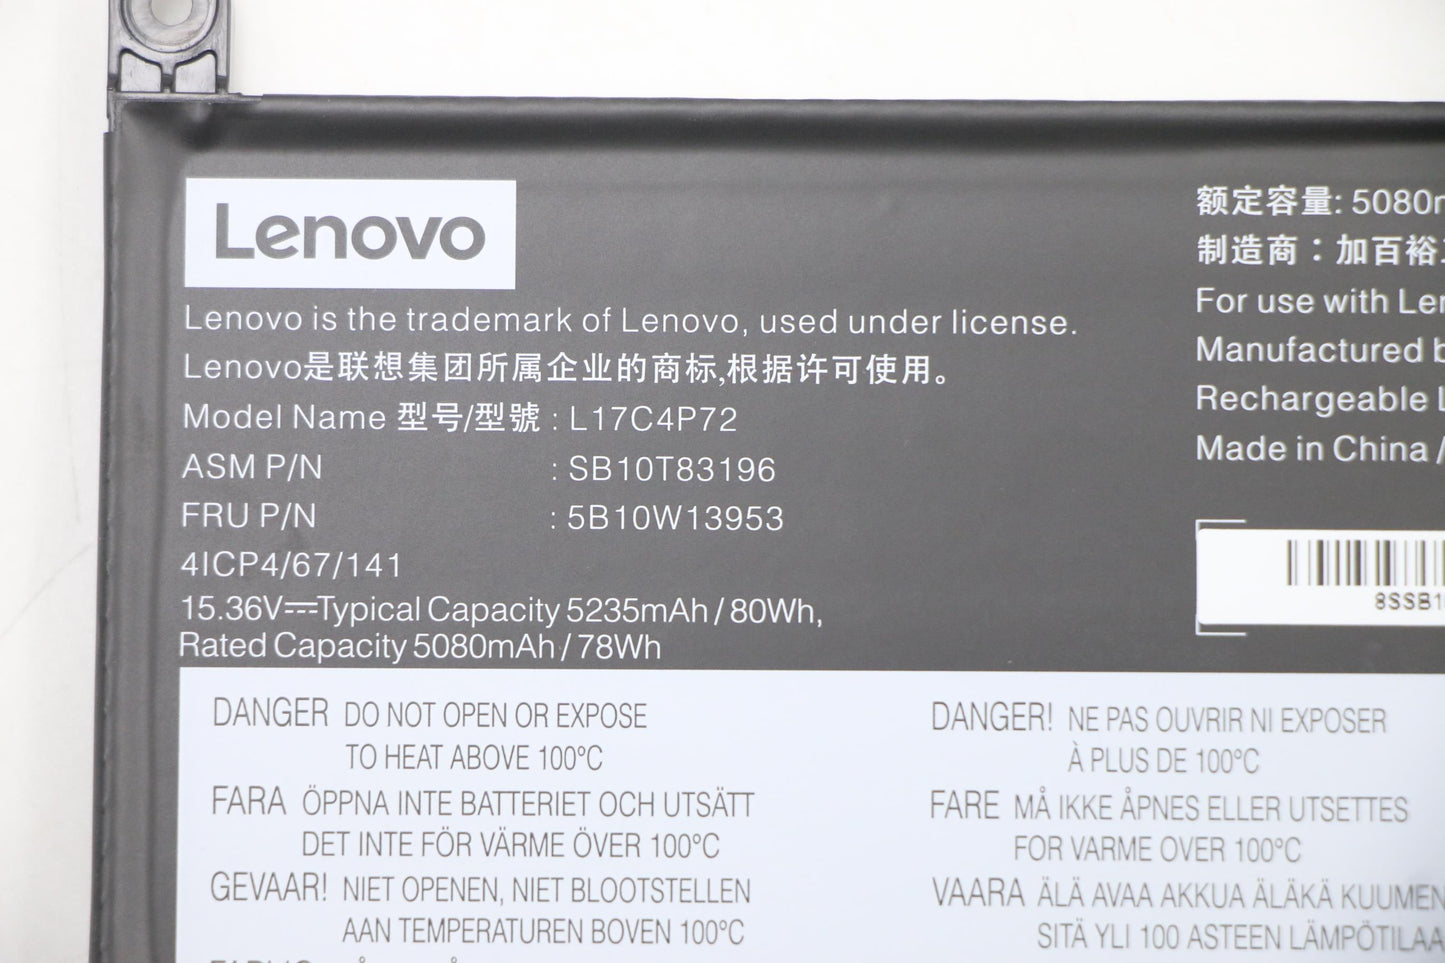 Lenovo
Lenovo is the trademark of Lenovo, used under license.
Lenovo是联想集团所属企业的商标,根据许可使用。
Model Name 型号/型號 : L17C4P72
ASM P/N : SB10T83196
FRU P/N : 5B10W13953
4ICP4/67/141
15.36V⎓Typical Capacity 5235mAh / 80Wh,
Rated Capacity 5080mAh / 78Wh
额定容量: 5080m
制造商：加百裕
For use with Len
Manufactured b
Rechargeable L
Made in China /
8SSB1
DANGER DO NOT OPEN OR EXPOSE
TO HEAT ABOVE 100°C
FARA ÖPPNA INTE BATTERIET OCH UTSÄTT
DET INTE FÖR VÄRME ÖVER 100°C
GEVAAR! NIET OPENEN, NIET BLOOTSTELLEN
AAN TEMPERATUREN BOVEN 100°C
DANGER! NE PAS OUVRIR NI EXPOSER
À PLUS DE 100°C
FARE MÅ IKKE ÅPNES ELLER UTSETTES
FOR VARME OVER 100°C
VAARA ÄLÄ AVAA AKKUA ÄLÄKÄ KUUMEN
SITÄ YLI 100 ASTEEN LÄMPÖTILAA